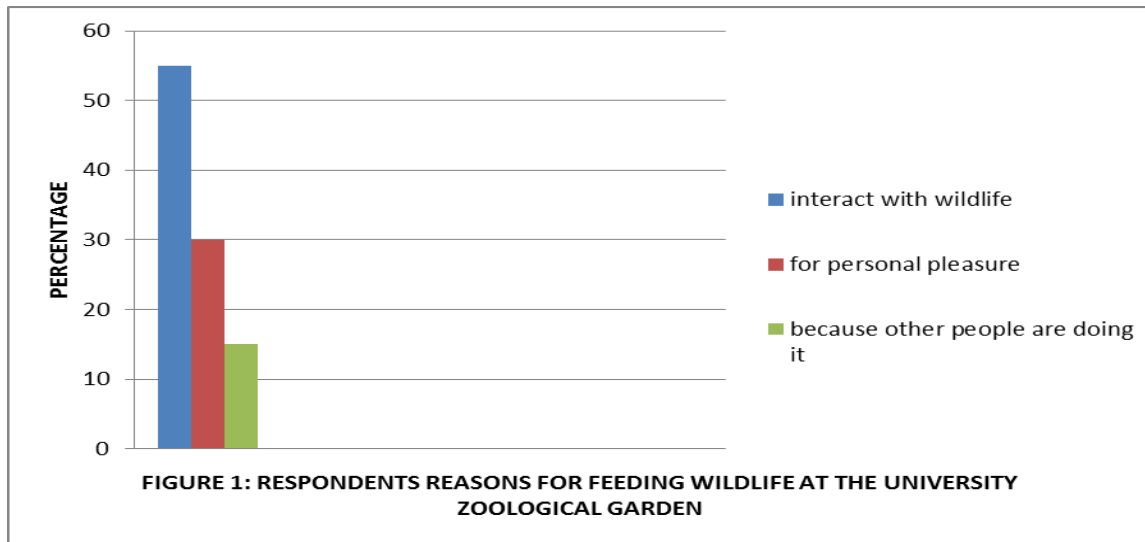 60
50
40
30
20
10
0
PERCENTAGE
interact with wildlife
for personal pleasure
because other people are doing
it
FIGURE 1: RESPONDENTS REASONS FOR FEEDING WILDLIFE AT THE UNIVERSITY
ZOOLOGICAL GARDEN